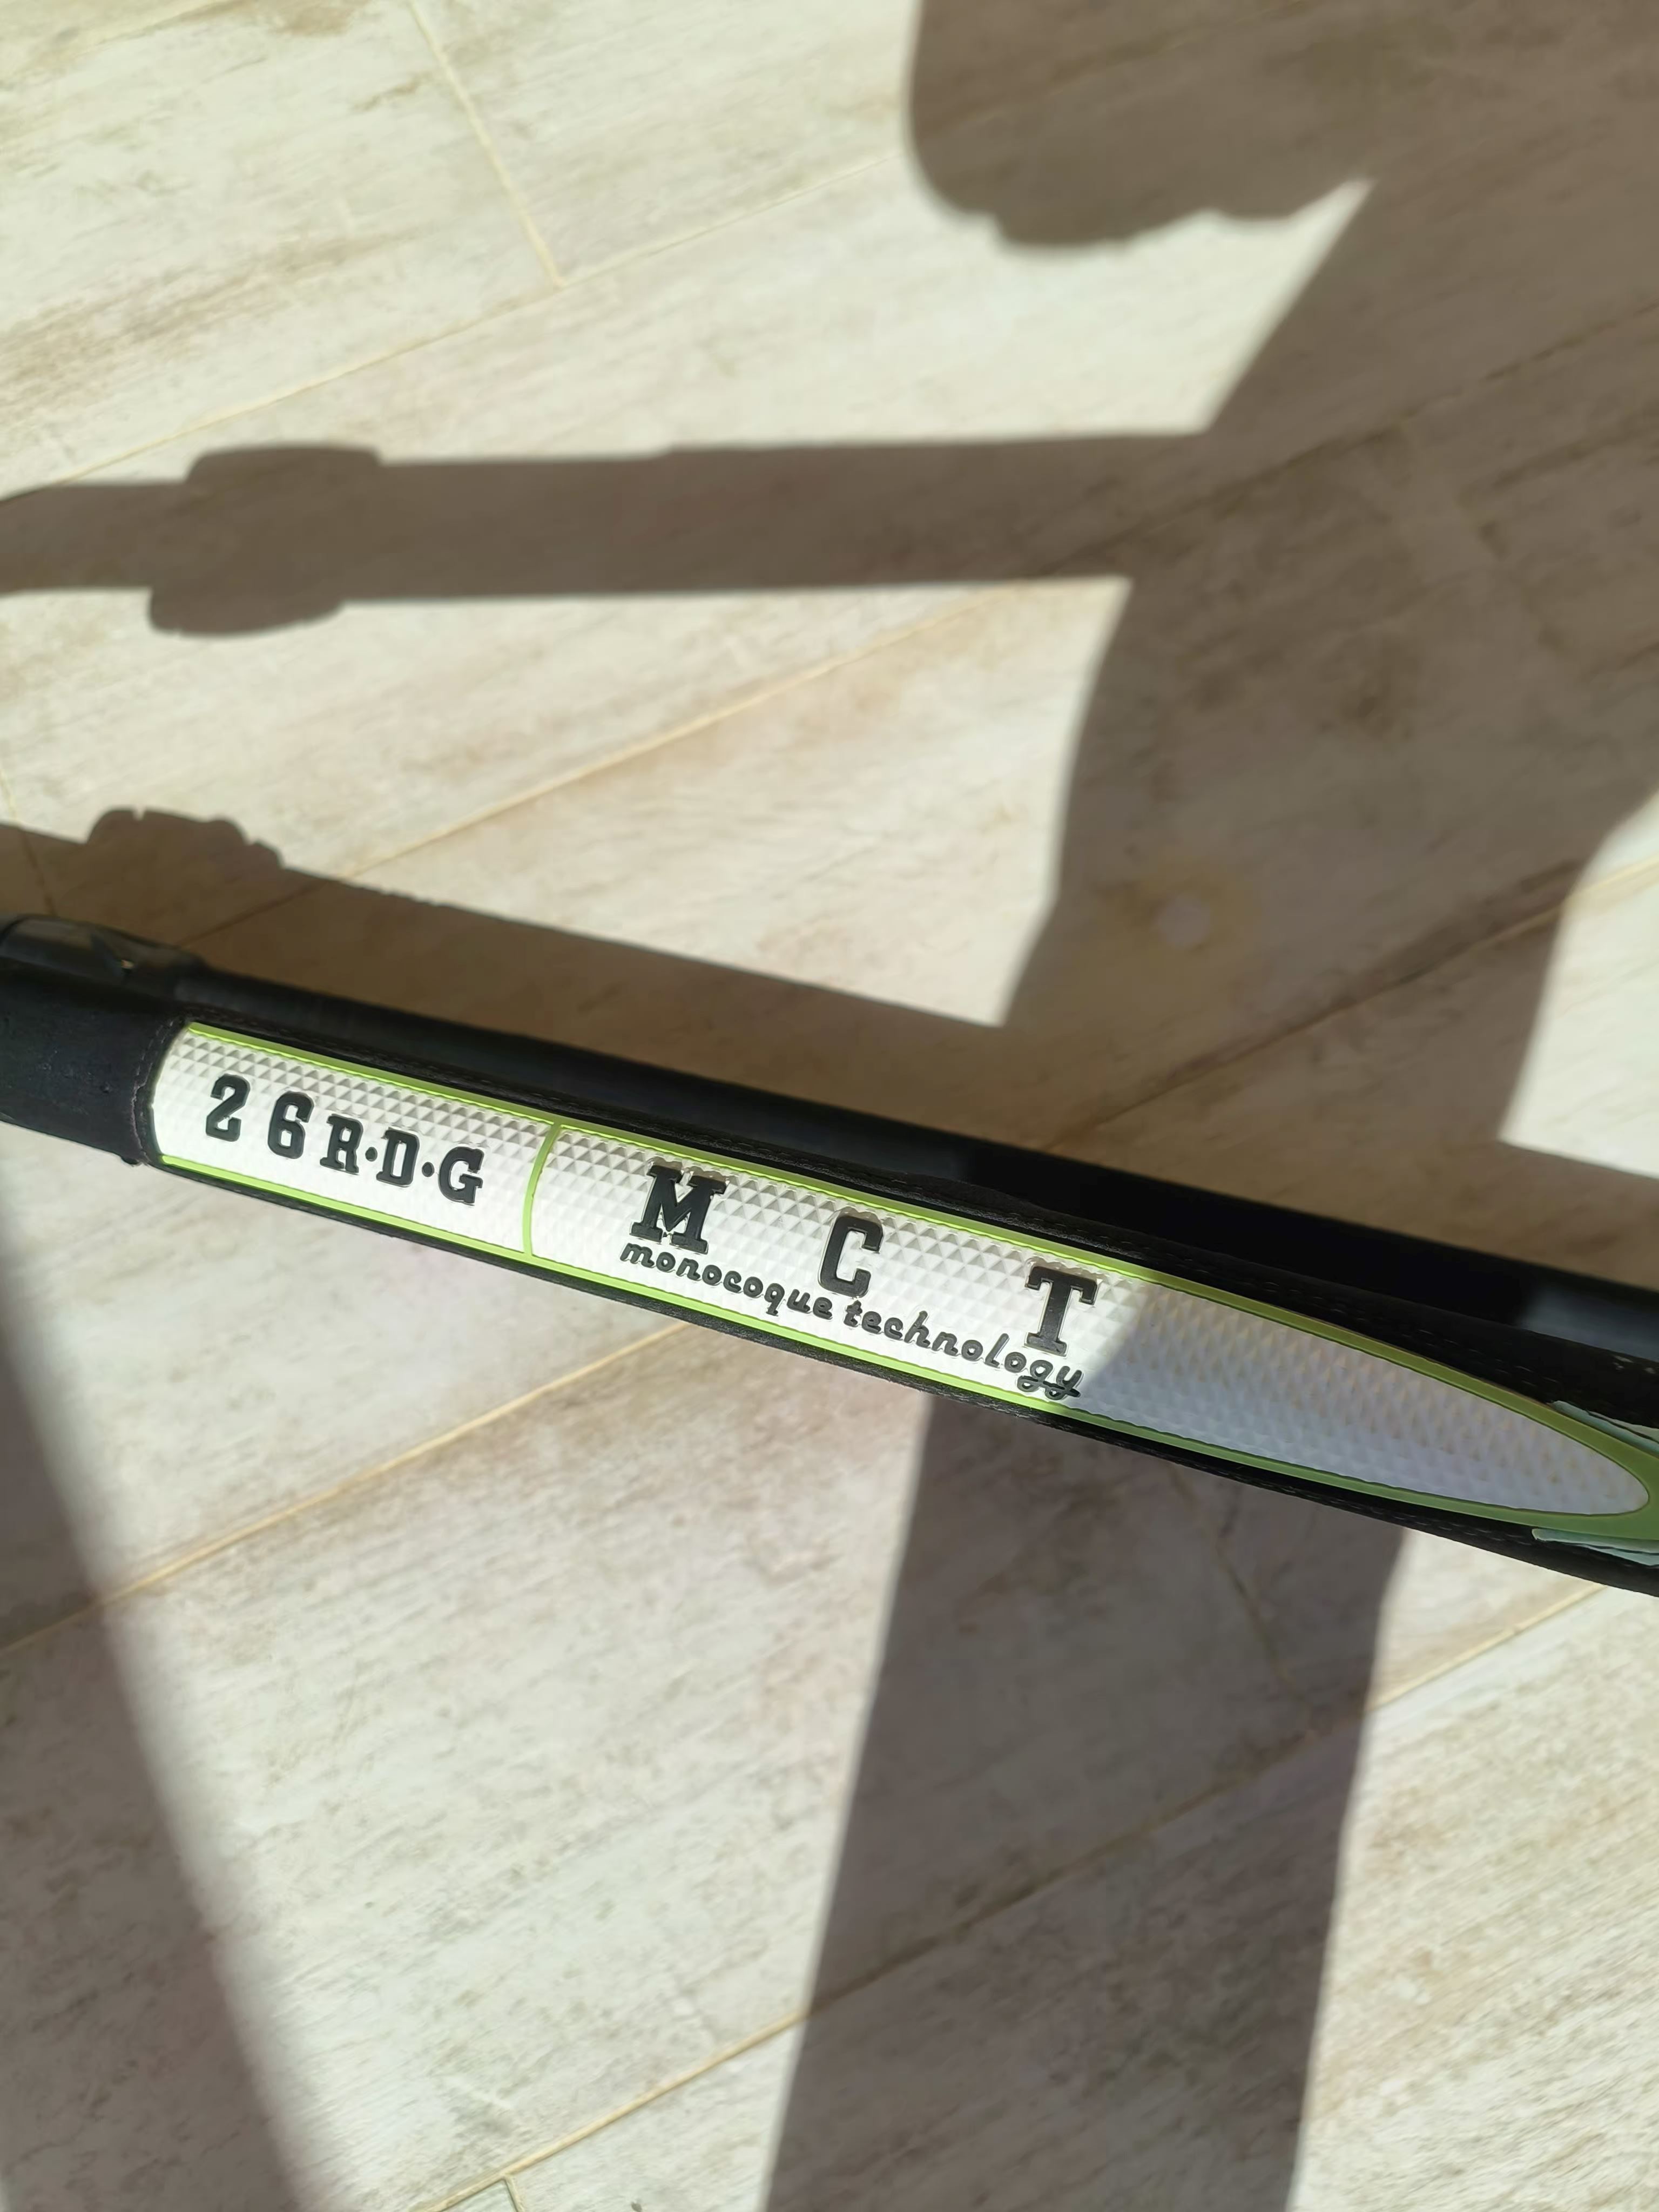 26R·D·G
M C T
monocoque technology